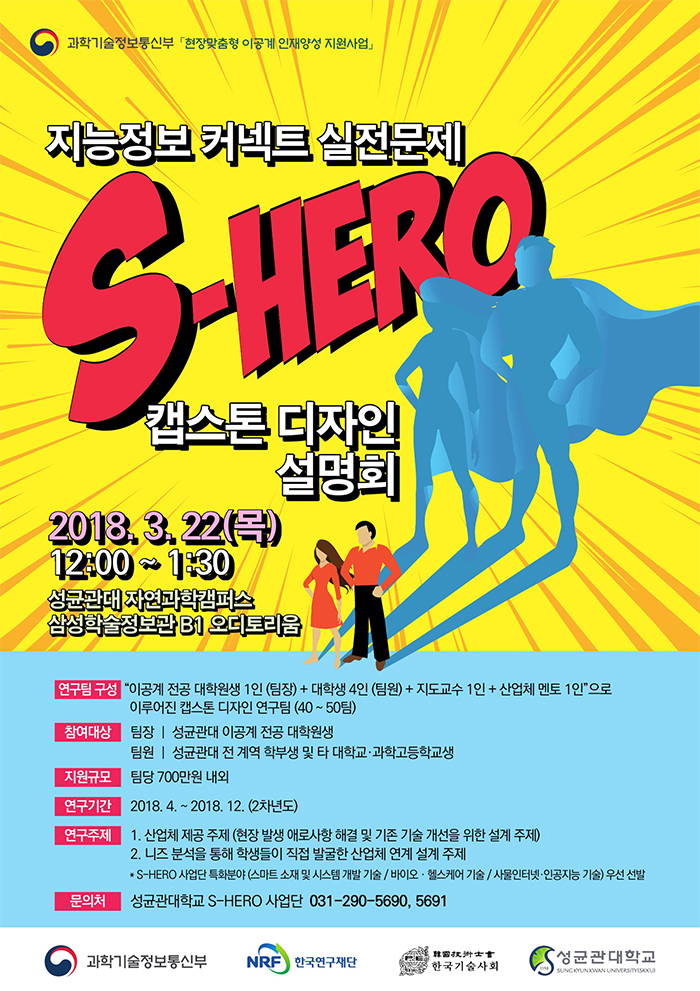 과학기술정보통신부 「현장맞춤형 이공계 인재양성 지원사업」
지능정보 커넥트 실전문제
S-HERO
캡스톤 디자인
설명회
2018. 3. 22(목)
12:00 ~ 1:30
성균관대 자연과학캠퍼스
삼성학술정보관 B1 오디토리움
연구팀 구성 “이공계 전공 대학원생 1인 (팀장) + 대학생 4인 (팀원) + 지도교수 1인 + 산업체 멘토 1인”으로
이루어진 캡스톤 디자인 연구팀 (40 ~ 50팀)
참여대상 팀장 ㅣ 성균관대 이공계 전공 대학원생
팀원 ㅣ 성균관대 전 계역 학부생 및 타 대학교·과학고등학교생
지원규모 팀당 700만원 내외
연구기간 2018. 4. ~ 2018. 12. (2차년도)
연구주제 1. 산업체 제공 주제 (현장 발생 애로사항 해결 및 기존 기술 개선을 위한 설계 주제)
2. 니즈 분석을 통해 학생들이 직접 발굴한 산업체 연계 설계 주제
* S-HERO 사업단 특화분야 (스마트 소재 및 시스템 개발 기술 / 바이오 · 헬스케어 기술 / 사물인터넷·인공지능 기술) 우선 선발
문의처 성균관대학교 S-HERO 사업단 031-290-5690, 5691
과학기술정보통신부
NRF 한국연구재단
韓國技術士會
한국기술사회
성균관대학교
SUNG KYUN KWAN UNIVERSITY(SKKU)